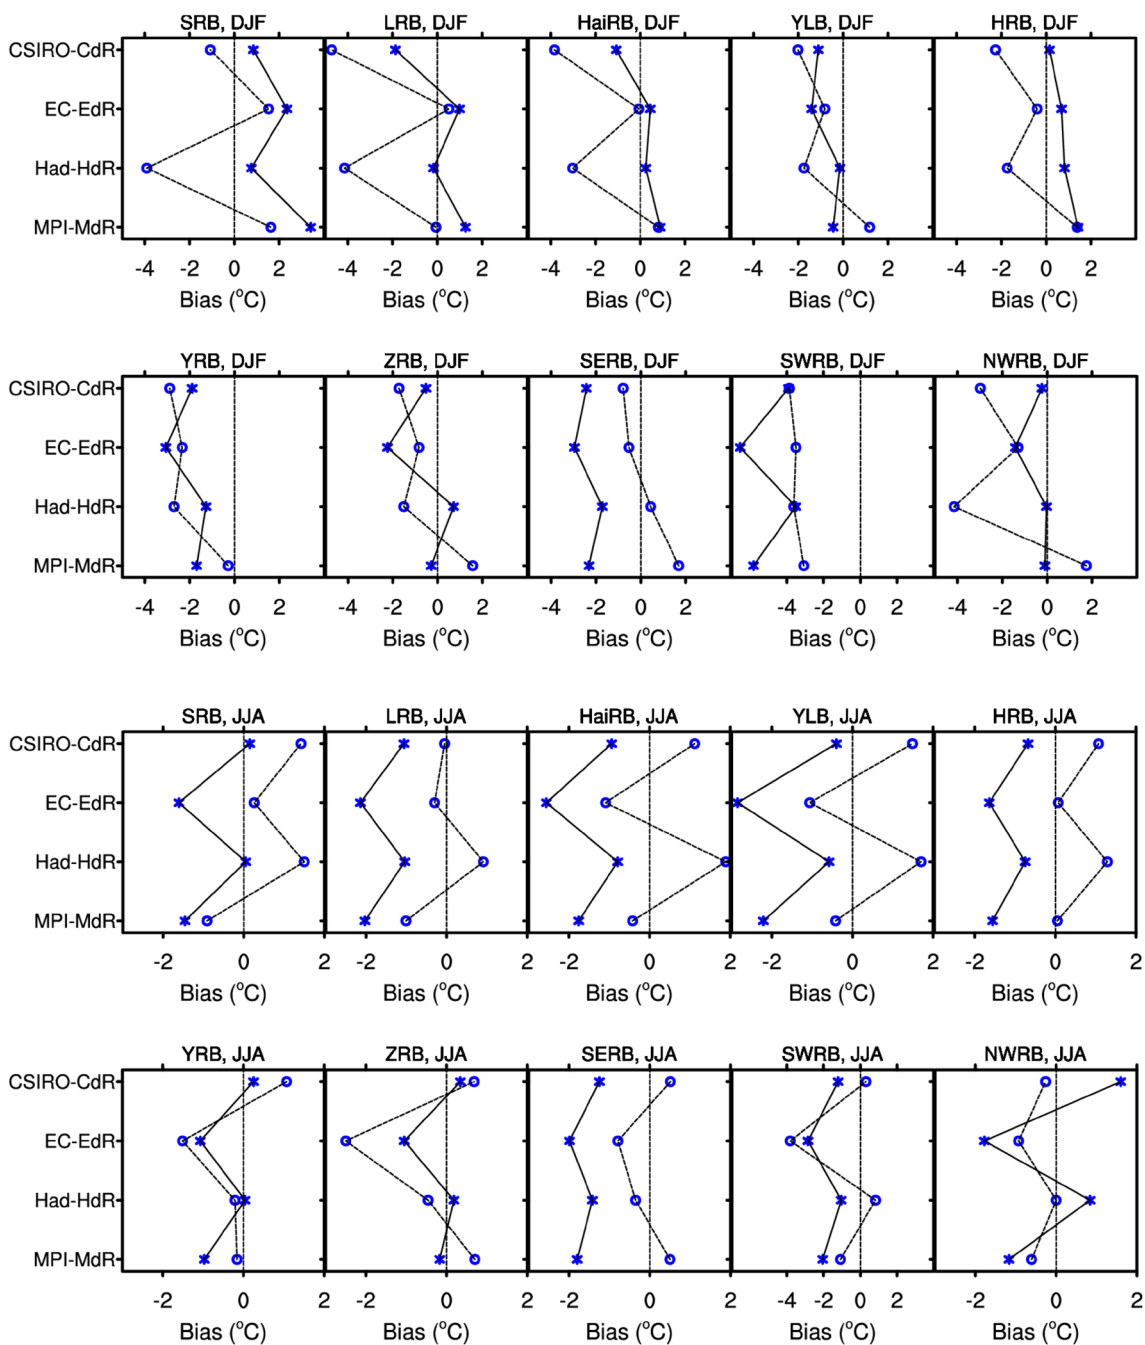 SRB, DJF LRB, DJF HaiRB, DJF YLB, DJF HRB, DJF
CSIRO-CdR
EC-EdR
Had-HdR
MPI-MdR
-4 -2 0 2 -4 -2 0 2 -4 -2 0 2 -4 -2 0 2 -4 -2 0 2
Bias (°C) Bias (°C) Bias (°C) Bias (°C) Bias (°C)
YRB, DJF ZRB, DJF SERB, DJF SWRB, DJF NWRB, DJF
CSIRO-CdR
EC-EdR
Had-HdR
MPI-MdR
-4 -2 0 2 -4 -2 0 2 -4 -2 0 2 -4 -2 0 2 -4 -2 0 2
Bias (°C) Bias (°C) Bias (°C) Bias (°C) Bias (°C)
SRB, JJA LRB, JJA HaiRB, JJA YLB, JJA HRB, JJA
CSIRO-CdR
EC-EdR
Had-HdR
MPI-MdR
-2 0 2 -2 0 2 -2 0 2 -2 0 2 -2 0 2
Bias (°C) Bias (°C) Bias (°C) Bias (°C) Bias (°C)
YRB, JJA ZRB, JJA SERB, JJA SWRB, JJA NWRB, JJA
CSIRO-CdR
EC-EdR
Had-HdR
MPI-MdR
-2 0 2 -2 0 2 -2 0 2 -4 -2 0 2 -2 0 2
Bias (°C) Bias (°C) Bias (°C) Bias (°C) Bias (°C)